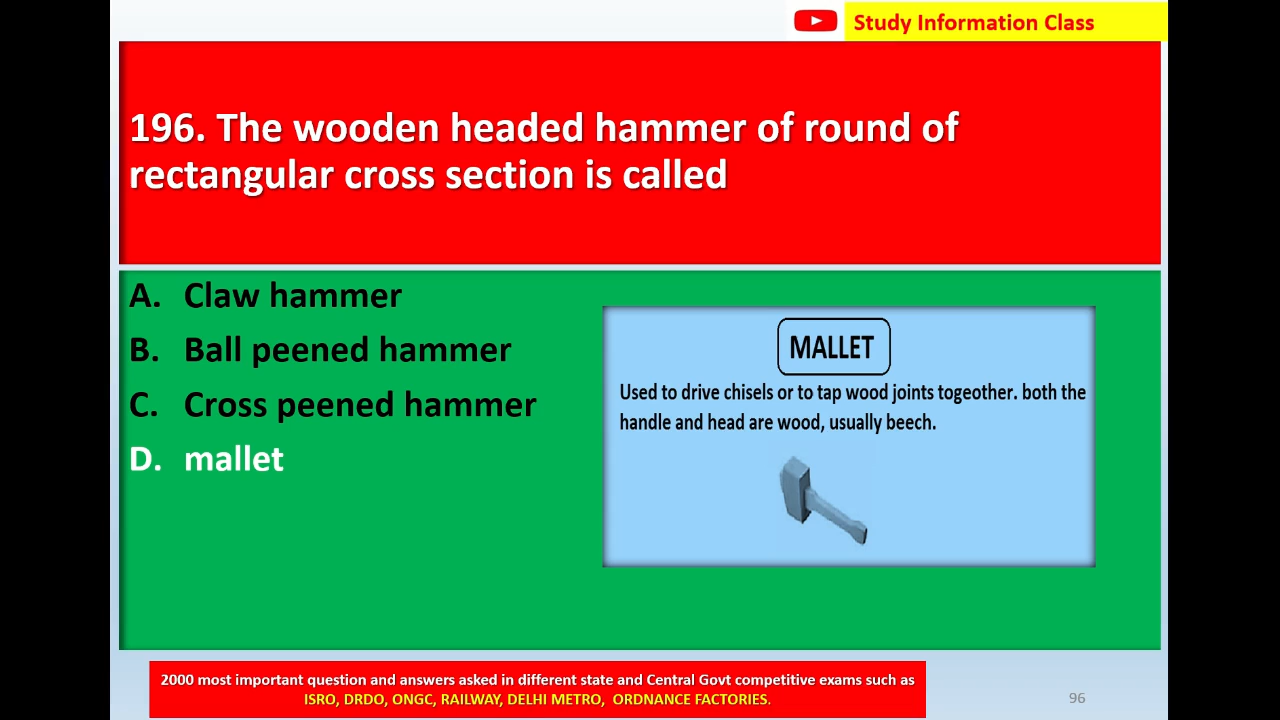 Study Information Class
196. The wooden headed hammer of round of
rectangular cross section is called
A. Claw hammer
B. Ball peened hammer
C. Cross peened hammer
D. mallet
MALLET
Used to drive chisels or to tap wood joints togeother. both the
handle and head are wood, usually beech.
2000 most important question and answers asked in different state and Central Govt competitive exams such as
ISRO, DRDO, ONGC, RAILWAY, DELHI METRO, ORDNANCE FACTORIES.
96